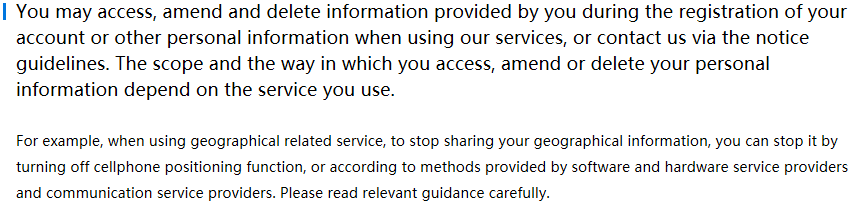 You may access, amend and delete information provided by you during the registration of your
account or other personal information when using our services, or contact us via the notice
guidelines. The scope and the way in which you access, amend or delete your personal
information depend on the service you use.
For example, when using geographical related service, to stop sharing your geographical information, you can stop it by
turning off cellphone positioning function, or according to methods provided by software and hardware service providers
and communication service providers. Please read relevant guidance carefully.